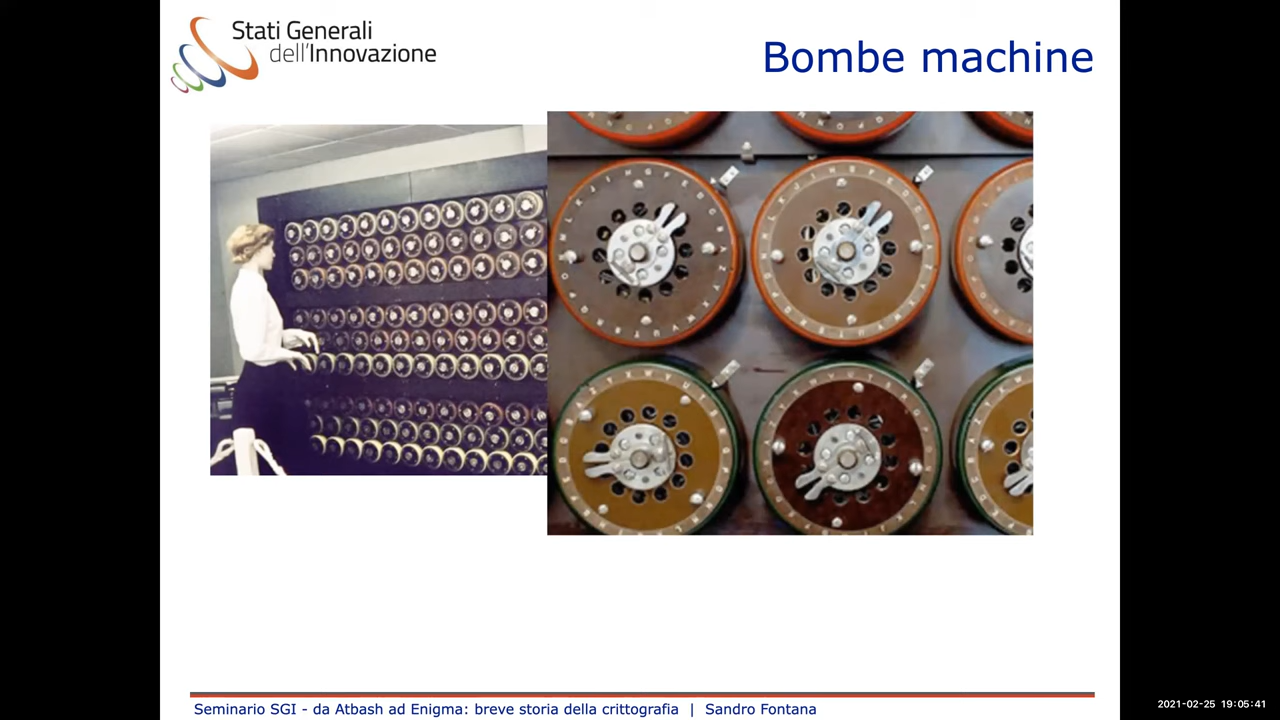 Stati Generali
dell'Innovazione
Bombe machine
Seminario SGI - da Atbash ad Enigma: breve storia della crittografia | Sandro Fontana
2021-02-25 19:05:41